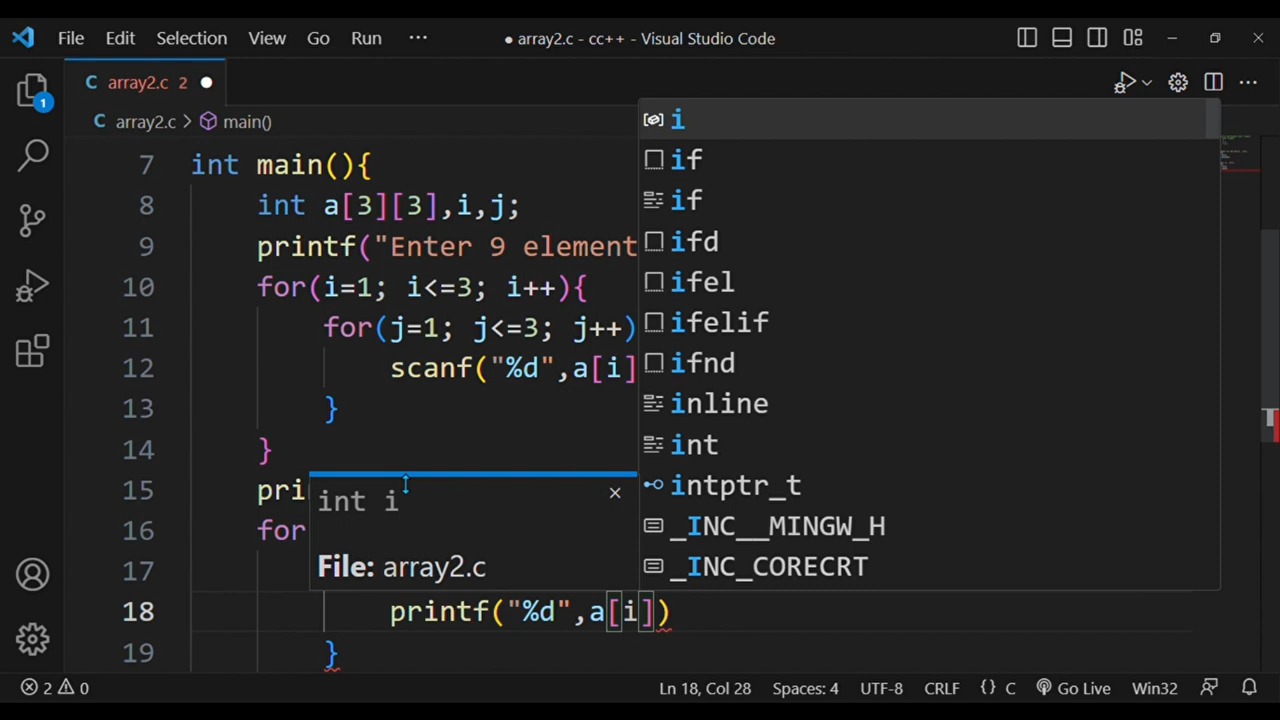 File Edit Selection View Go Run ··· ● array2.c - cc++ - Visual Studio Code
C array2.c 2 ●
C array2.c > main()
7 int main(){
8 int a[3][3],i,j;
9 printf("Enter 9 element
10 for(i=1; i<=3; i++){
11 for(j=1; j<=3; j++)
12 scanf("%d",a[i]
13 }
14 }
15 pri
16 for
17
18 printf("%d",a[i])
19 }
int i
File: array2.c
i
if
if
ifd
ifel
ifelif
ifnd
inline
int
intptr_t
_INC__MINGW_H
_INC_CORECRT
1
2 0 Ln 18, Col 28 Spaces: 4 UTF-8 CRLF {} C Go Live Win32